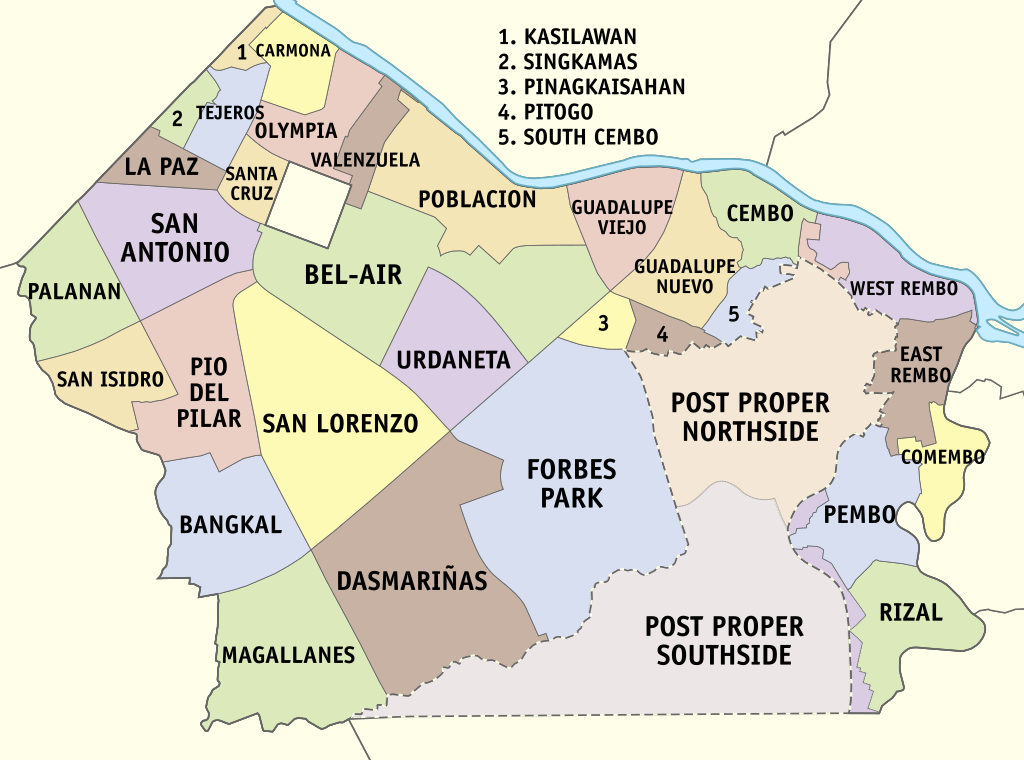 1. KASILAWAN
2. SINGKAMAS
3. PINAGKAISAHAN
4. PITOGO
5. SOUTH CEMBO
1
CARMONA
2
TEJEROS
OLYMPIA
LA PAZ
SANTA
CRUZ
VALENZUELA
POBLACION
GUADALUPE
VIEJO
CEMBO
SAN
ANTONIO
BEL-AIR
GUADALUPE
NUEVO
WEST REMBO
PALANAN
3
4
5
EAST
REMBO
SAN ISIDRO
PIO
DEL
PILAR
URDANETA
SAN LORENZO
POST PROPER
NORTHSIDE
COMEMBO
FORBES
PARK
BANGKAL
PEMBO
DASMARIÑAS
RIZAL
MAGALLANES
POST PROPER
SOUTHSIDE